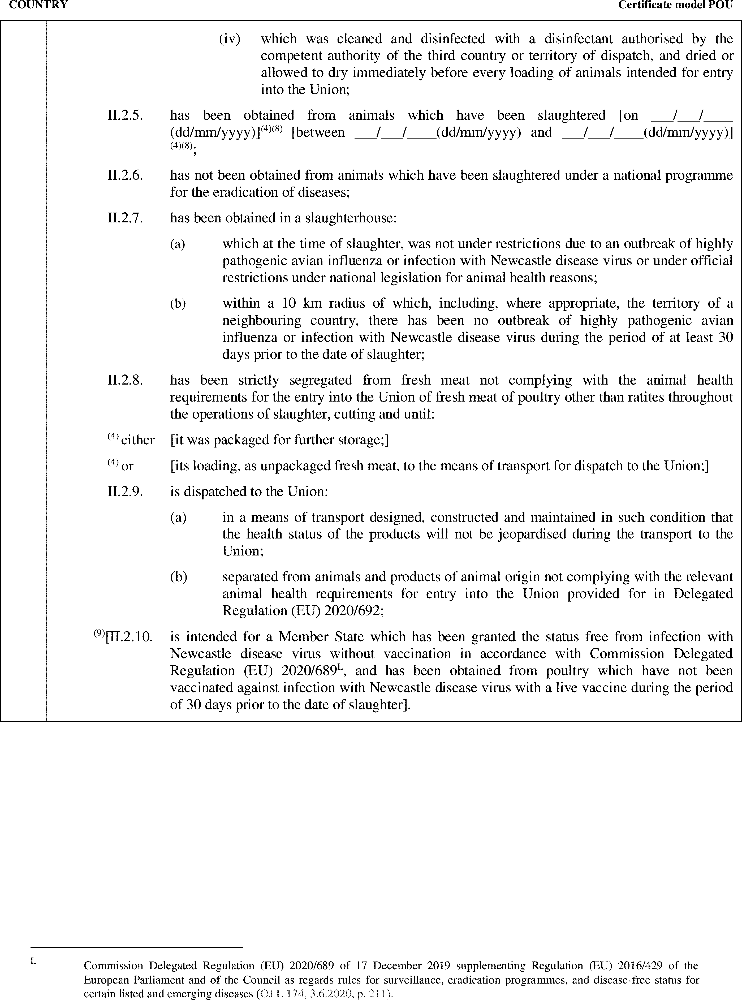 COUNTRY Certificate model POU
(iv) which was cleaned and disinfected with a disinfectant authorised by the
competent authority of the third country or territory of dispatch, and dried or
allowed to dry immediately before every loading of animals intended for entry
into the Union;
II.2.5. has been obtained from animals which have been slaughtered [on ___/___/____
(dd/mm/yyyy)](4)(8) [between ___/___/____(dd/mm/yyyy) and ___/___/____(dd/mm/yyyy)]
(4)(8);
II.2.6. has not been obtained from animals which have been slaughtered under a national programme
for the eradication of diseases;
II.2.7. has been obtained in a slaughterhouse:
(a) which at the time of slaughter, was not under restrictions due to an outbreak of highly
pathogenic avian influenza or infection with Newcastle disease virus or under official
restrictions under national legislation for animal health reasons;
(b) within a 10 km radius of which, including, where appropriate, the territory of a
neighbouring country, there has been no outbreak of highly pathogenic avian
influenza or infection with Newcastle disease virus during the period of at least 30
days prior to the date of slaughter;
II.2.8. has been strictly segregated from fresh meat not complying with the animal health
requirements for the entry into the Union of fresh meat of poultry other than ratites throughout
the operations of slaughter, cutting and until:
(4) either [it was packaged for further storage;]
(4) or [its loading, as unpackaged fresh meat, to the means of transport for dispatch to the Union;]
II.2.9. is dispatched to the Union:
(a) in a means of transport designed, constructed and maintained in such condition that
the health status of the products will not be jeopardised during the transport to the
Union;
(b) separated from animals and products of animal origin not complying with the relevant
animal health requirements for entry into the Union provided for in Delegated
Regulation (EU) 2020/692;
(9)[II.2.10. is intended for a Member State which has been granted the status free from infection with
Newcastle disease virus without vaccination in accordance with Commission Delegated
Regulation (EU) 2020/689L, and has been obtained from poultry which have not been
vaccinated against infection with Newcastle disease virus with a live vaccine during the period
of 30 days prior to the date of slaughter].
L Commission Delegated Regulation (EU) 2020/689 of 17 December 2019 supplementing Regulation (EU) 2016/429 of the
European Parliament and of the Council as regards rules for surveillance, eradication programmes, and disease-free status for
certain listed and emerging diseases (OJ L 174, 3.6.2020, p. 211).